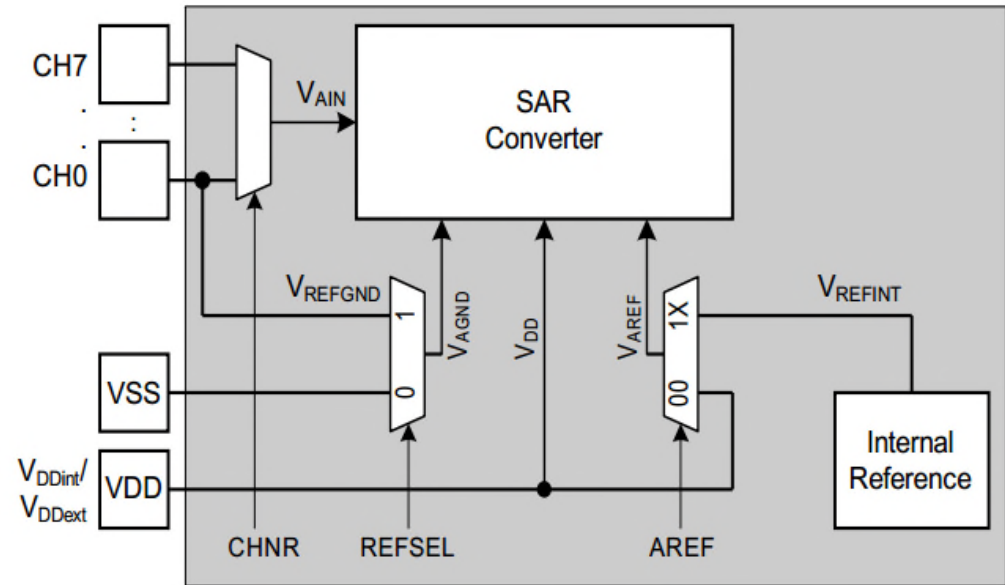 CH7
CH0
V_AIN
SAR
Converter
V_REFGND
1
0
V_AGND
V_DD
V_AREF
1X
00
V_REFINT
VSS
V_DDint/
V_DDext
VDD
Internal
Reference
CHNR
REFSEL
AREF